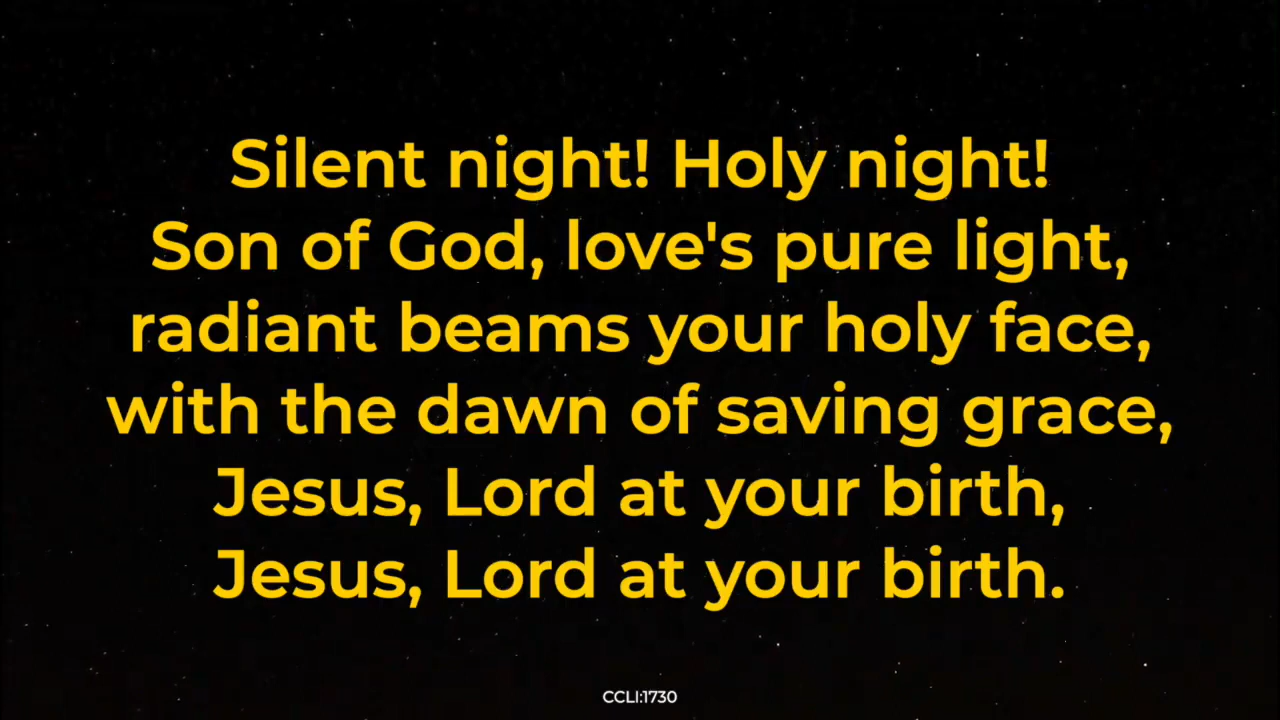 Silent night! Holy night!
Son of God, love's pure light,
radiant beams your holy face,
with the dawn of saving grace,
Jesus, Lord at your birth,
Jesus, Lord at your birth.
CCLI:1730